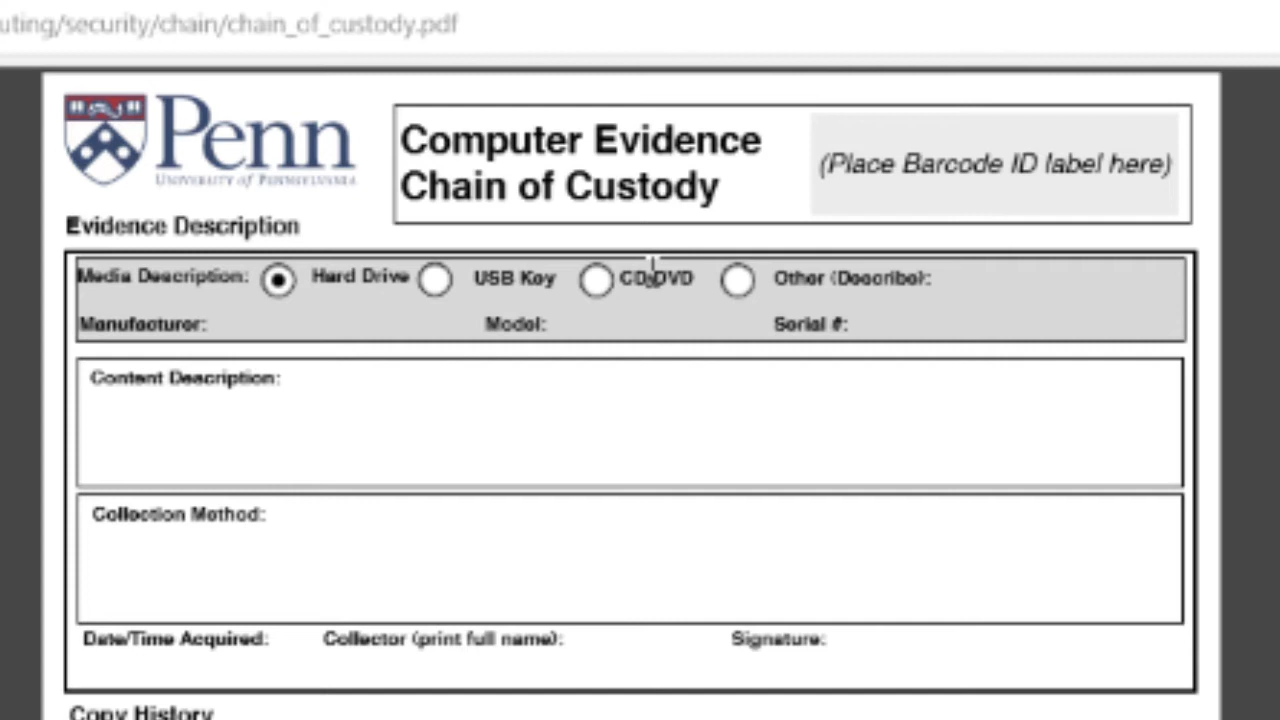 uting/security/chain/chain_of_custody.pdf
Penn
UNIVERSITY of PENNSYLVANIA
Computer Evidence
Chain of Custody
(Place Barcode ID label here)
Evidence Description
Media Description: Hard Drive USB Key CD/DVD Other (Describe):
Manufacturer: Model: Serial #:
Content Description:
Collection Method:
Date/Time Acquired: Collector (print full name): Signature:
Copy History